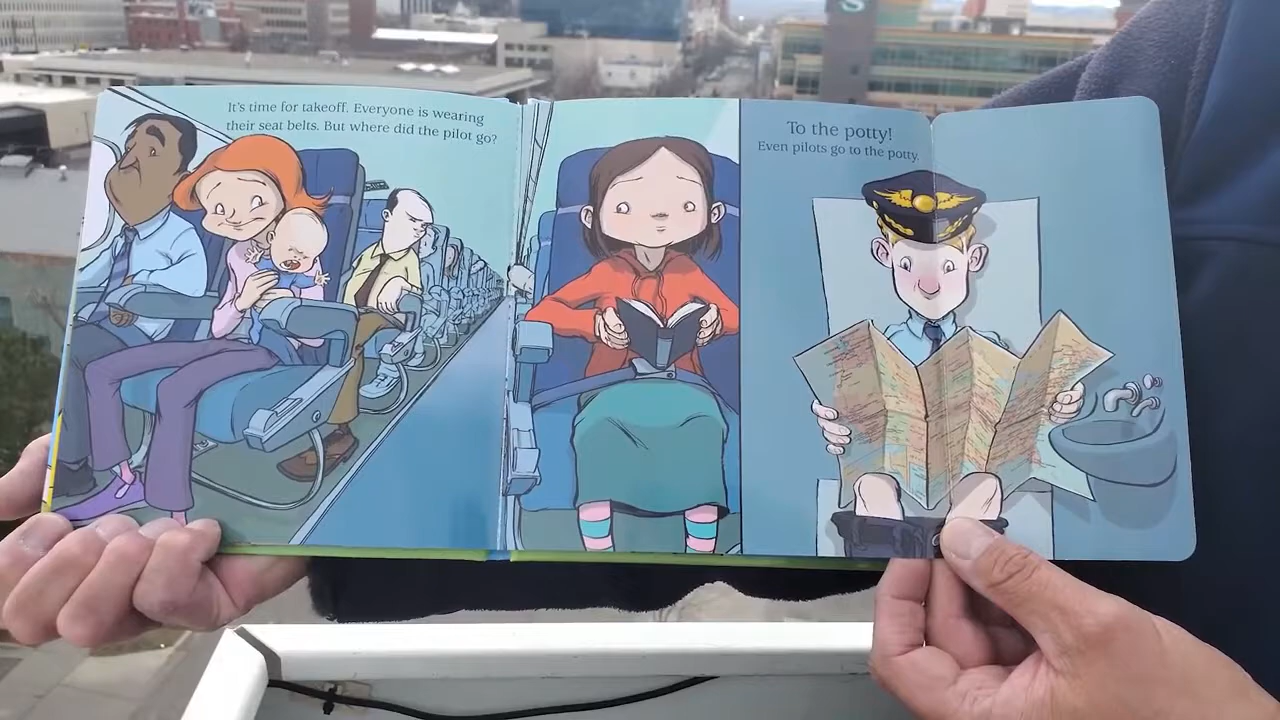 It's time for takeoff. Everyone is wearing
their seat belts. But where did the pilot go?
To the potty!
Even pilots go to the potty.
S